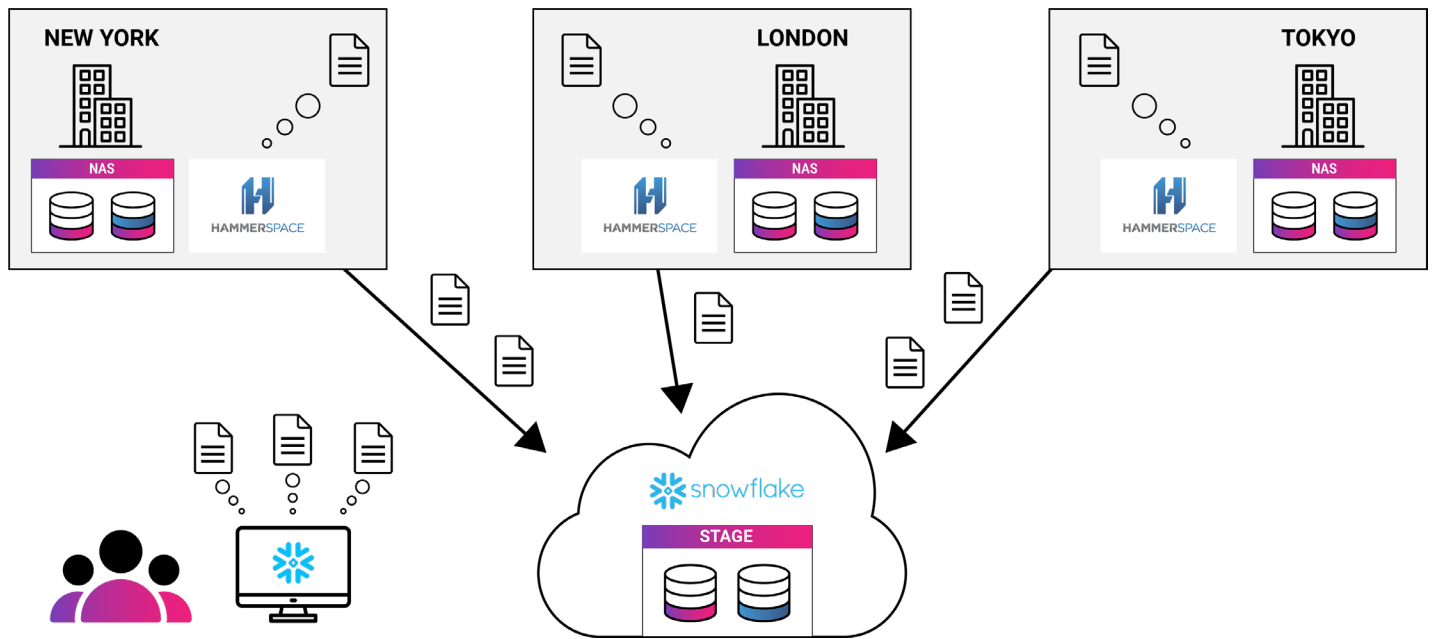 NEW YORK
NAS
HAMMERSPACE
LONDON
HAMMERSPACE
NAS
TOKYO
HAMMERSPACE
NAS
snowflake
STAGE